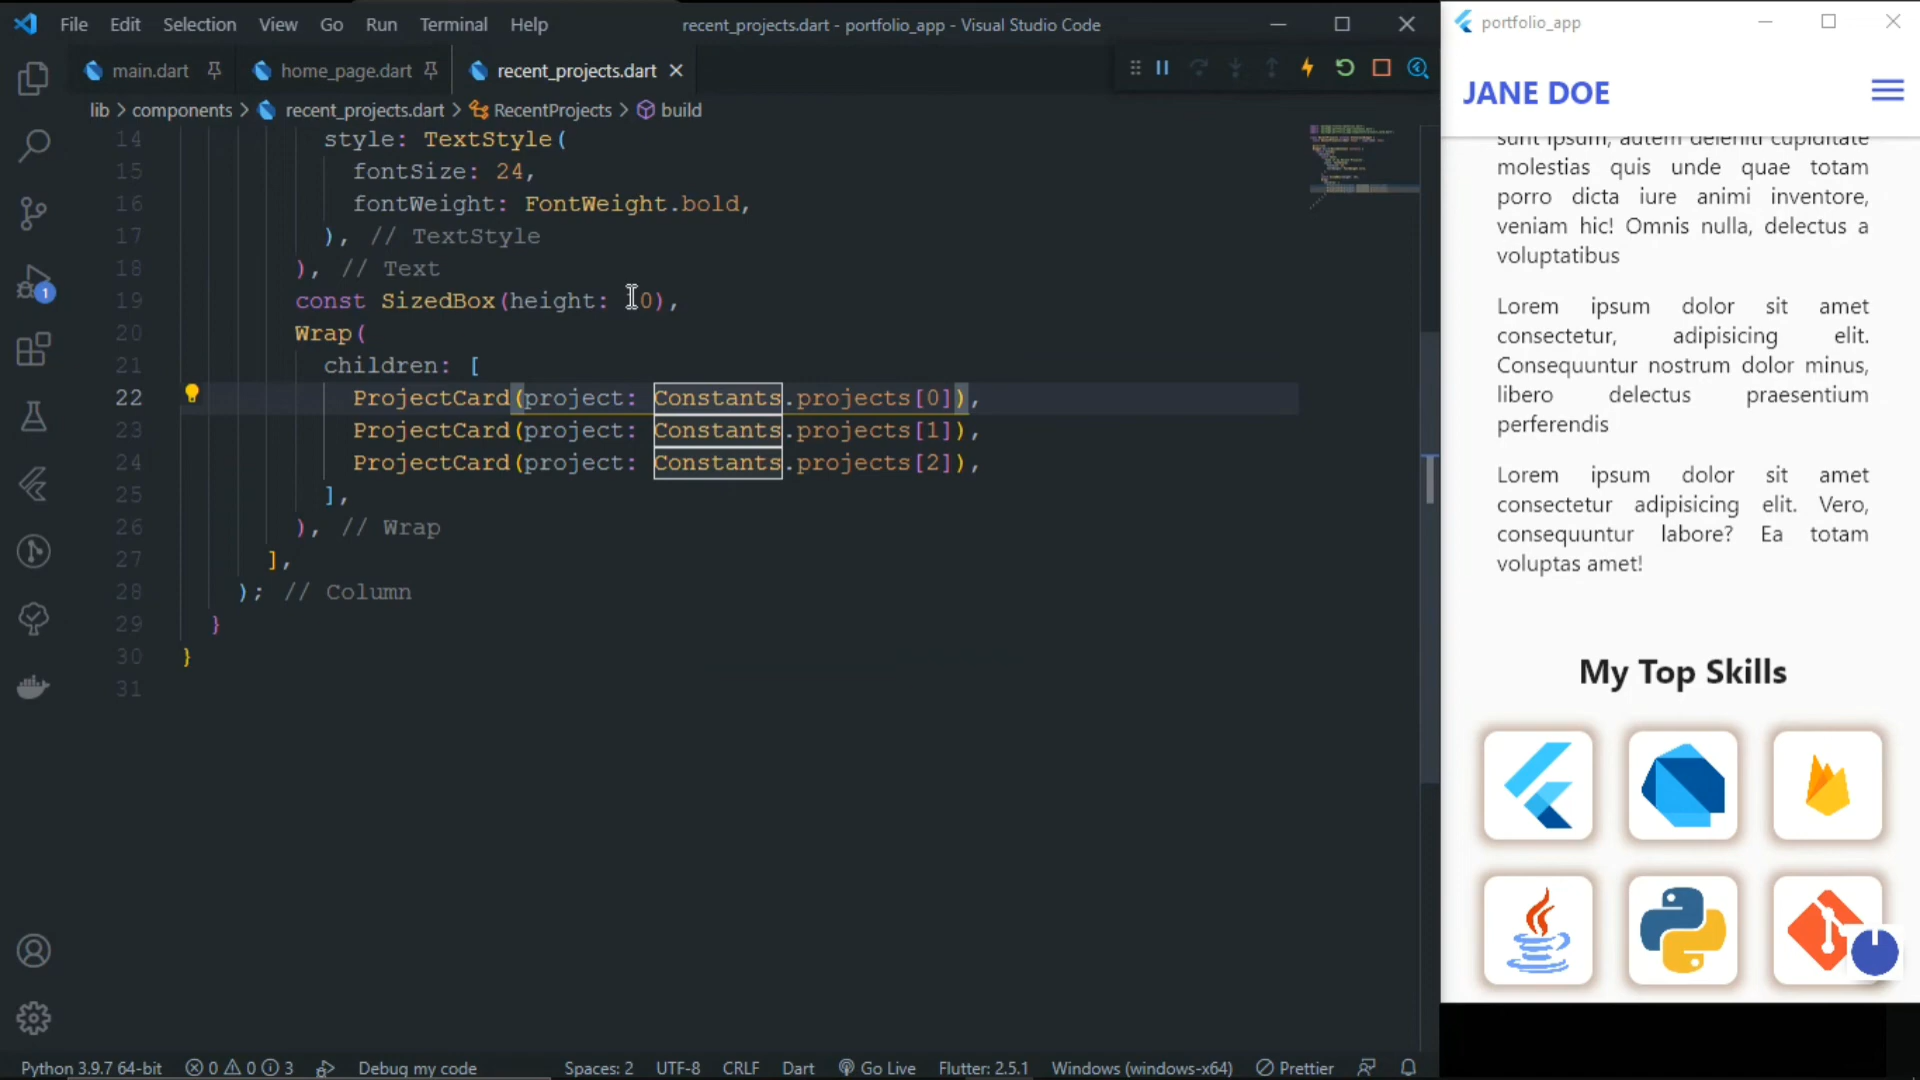 File Edit Selection View Go Run Terminal Help
recent_projects.dart - portfolio_app - Visual Studio Code
main.dart
home_page.dart
recent_projects.dart
lib > components > recent_projects.dart > RecentProjects > build
14 style: TextStyle(
15 fontSize: 24,
16 fontWeight: FontWeight.bold,
17 ), // TextStyle
18 ), // Text
19 const SizedBox(height: 0),
20 Wrap(
21 children: [
22 ProjectCard(project: Constants.projects[0]),
23 ProjectCard(project: Constants.projects[1]),
24 ProjectCard(project: Constants.projects[2]),
25 ],
26 ), // Wrap
27 ],
28 ); // Column
29 }
30 }
31
1
Python 3.9.7 64-bit 0 0 3 Debug my code Spaces: 2 UTF-8 CRLF Dart Go Live Flutter: 2.5.1 Windows (windows-x64) Prettier
portfolio_app
JANE DOE
sunt ipsum, autem deleniti cupiditate
molestias quis unde quae totam
porro dicta iure animi inventore,
veniam hic! Omnis nulla, delectus a
voluptatibus
Lorem ipsum dolor sit amet
consectetur, adipisicing elit.
Consequuntur nostrum dolor minus,
libero delectus praesentium
perferendis
Lorem ipsum dolor sit amet
consectetur adipisicing elit. Vero,
consequuntur labore? Ea totam
voluptas amet!
My Top Skills